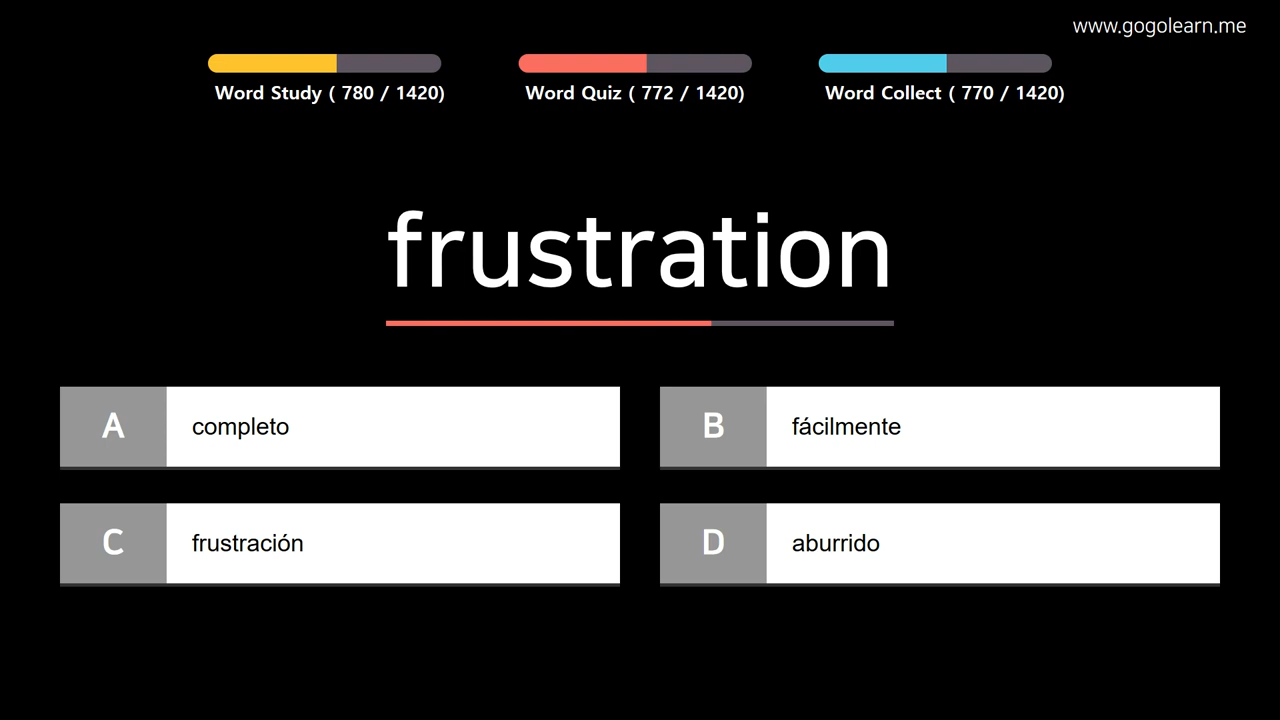 www.gogolearn.me
Word Study ( 780 / 1420)
Word Quiz ( 772 / 1420)
Word Collect ( 770 / 1420)
frustration
A
completo
B
fácilmente
C
frustración
D
aburrido